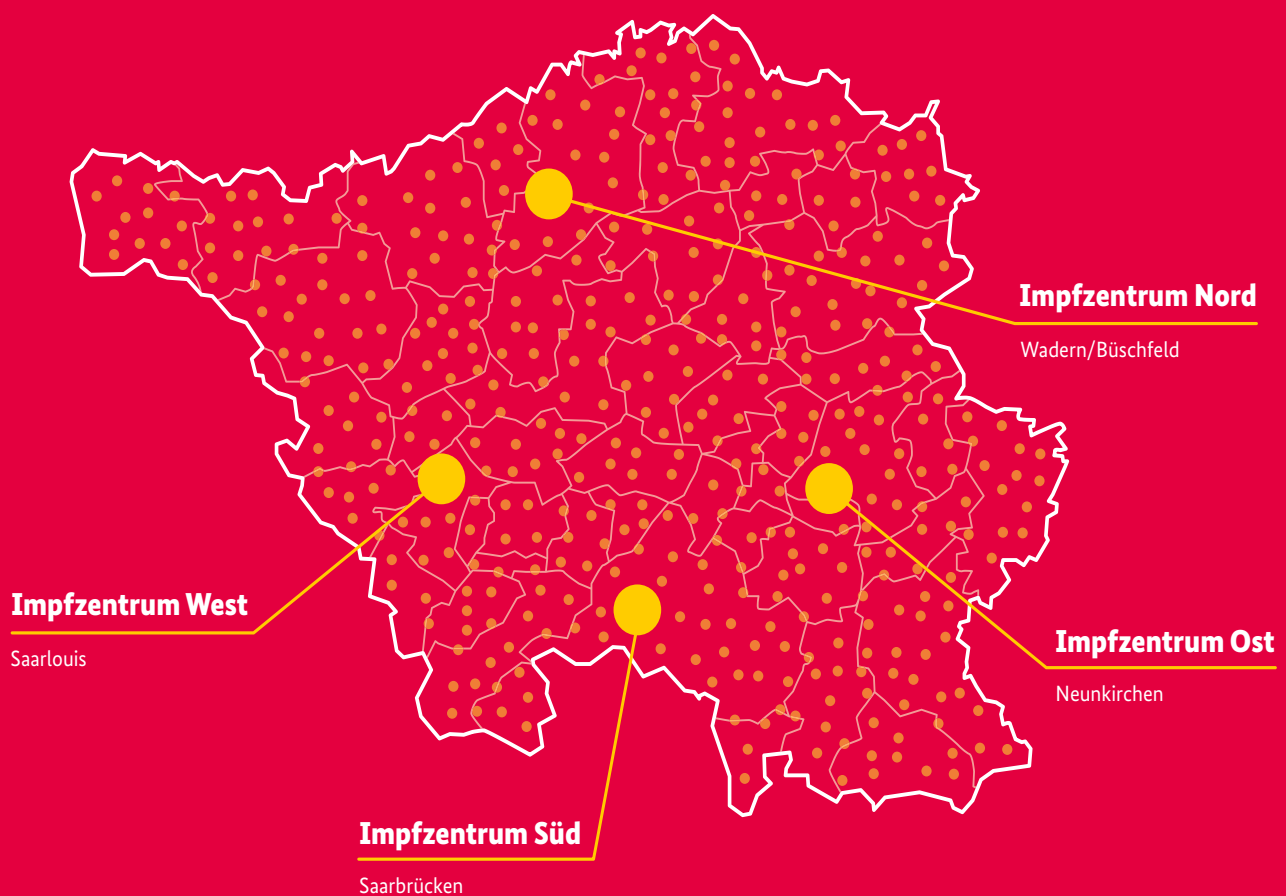 Impfzentrum Nord
Wadern/Büschfeld
Impfzentrum West
Saarlouis
Impfzentrum Ost
Neunkirchen
Impfzentrum Süd
Saarbrücken